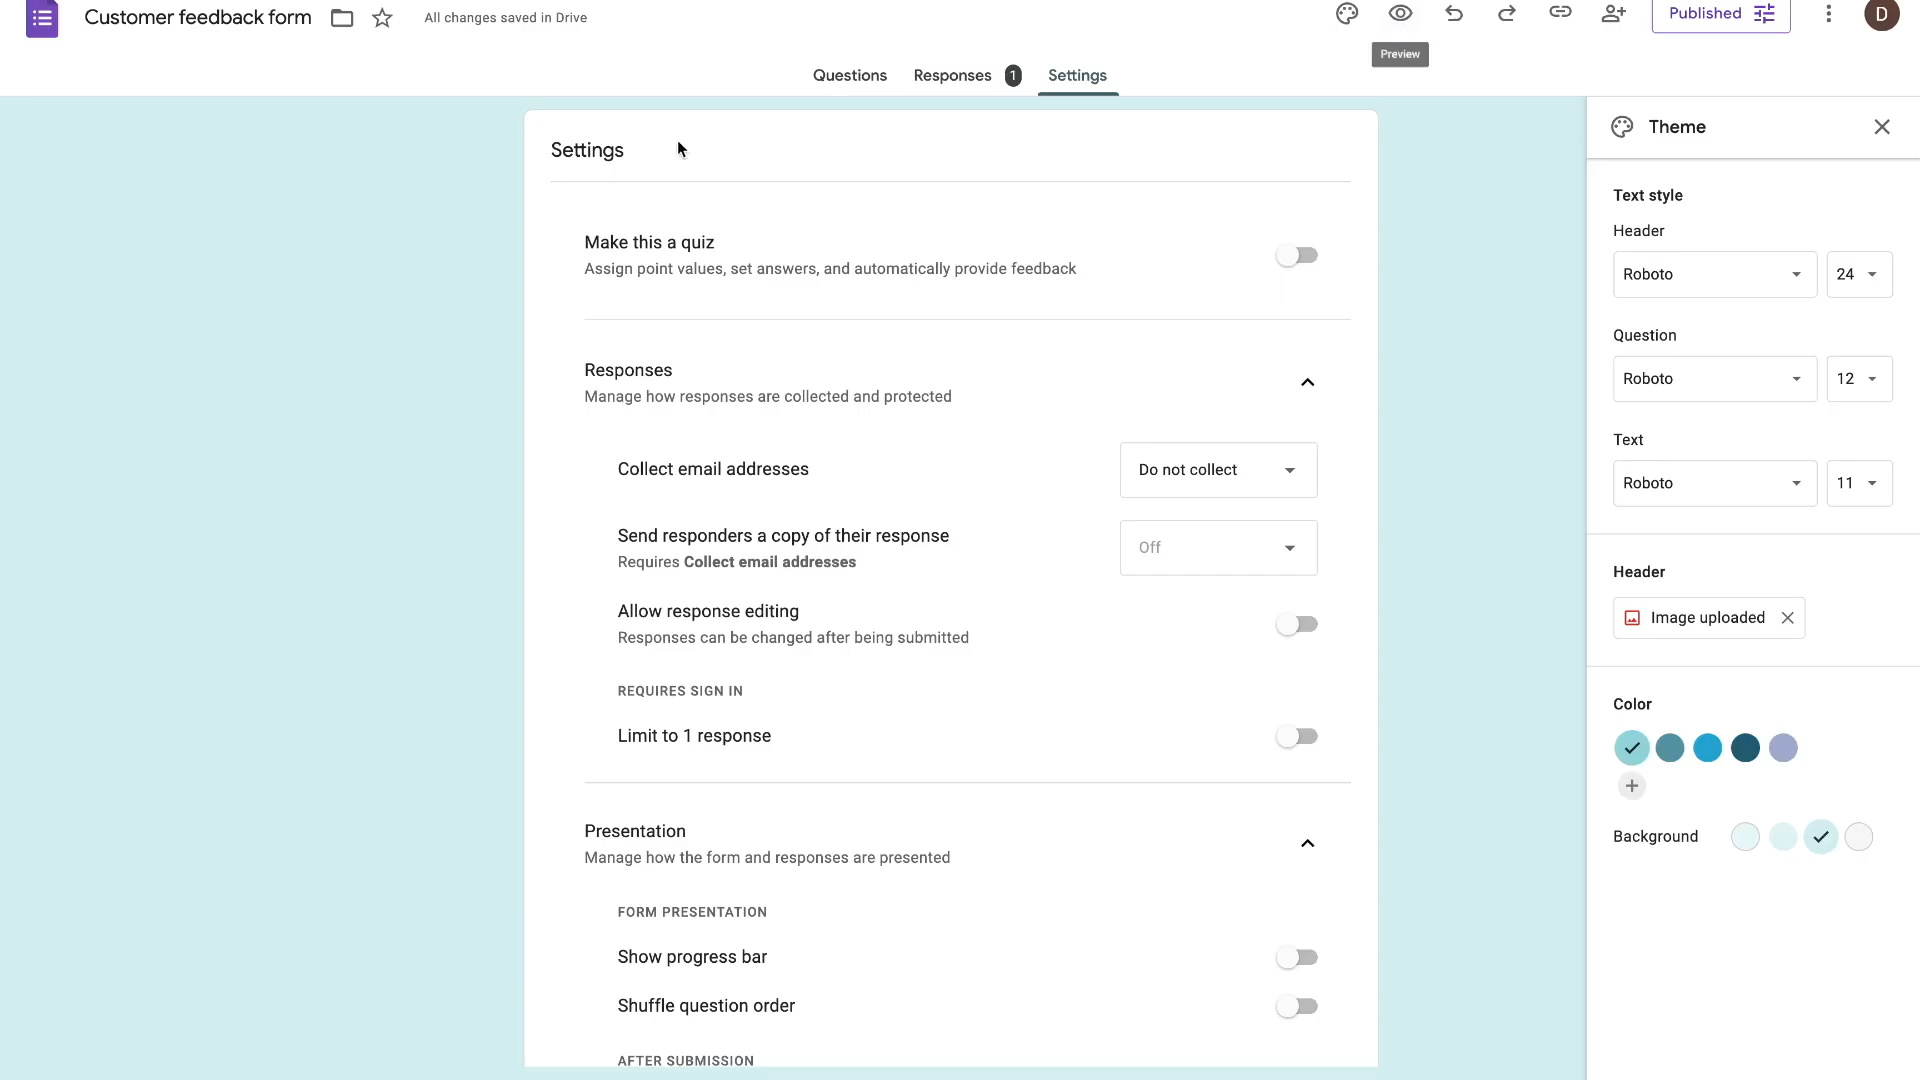 Customer feedback form
All changes saved in Drive
Published
D
Preview
Questions
Responses 1
Settings
Settings
Make this a quiz
Assign point values, set answers, and automatically provide feedback
Responses
Manage how responses are collected and protected
Collect email addresses
Do not collect
Send responders a copy of their response
Requires Collect email addresses
Off
Allow response editing
Responses can be changed after being submitted
REQUIRES SIGN IN
Limit to 1 response
Presentation
Manage how the form and responses are presented
FORM PRESENTATION
Show progress bar
Shuffle question order
AFTER SUBMISSION
Theme
Text style
Header
Roboto 24
Question
Roboto 12
Text
Roboto 11
Header
Image uploaded
Color
Background